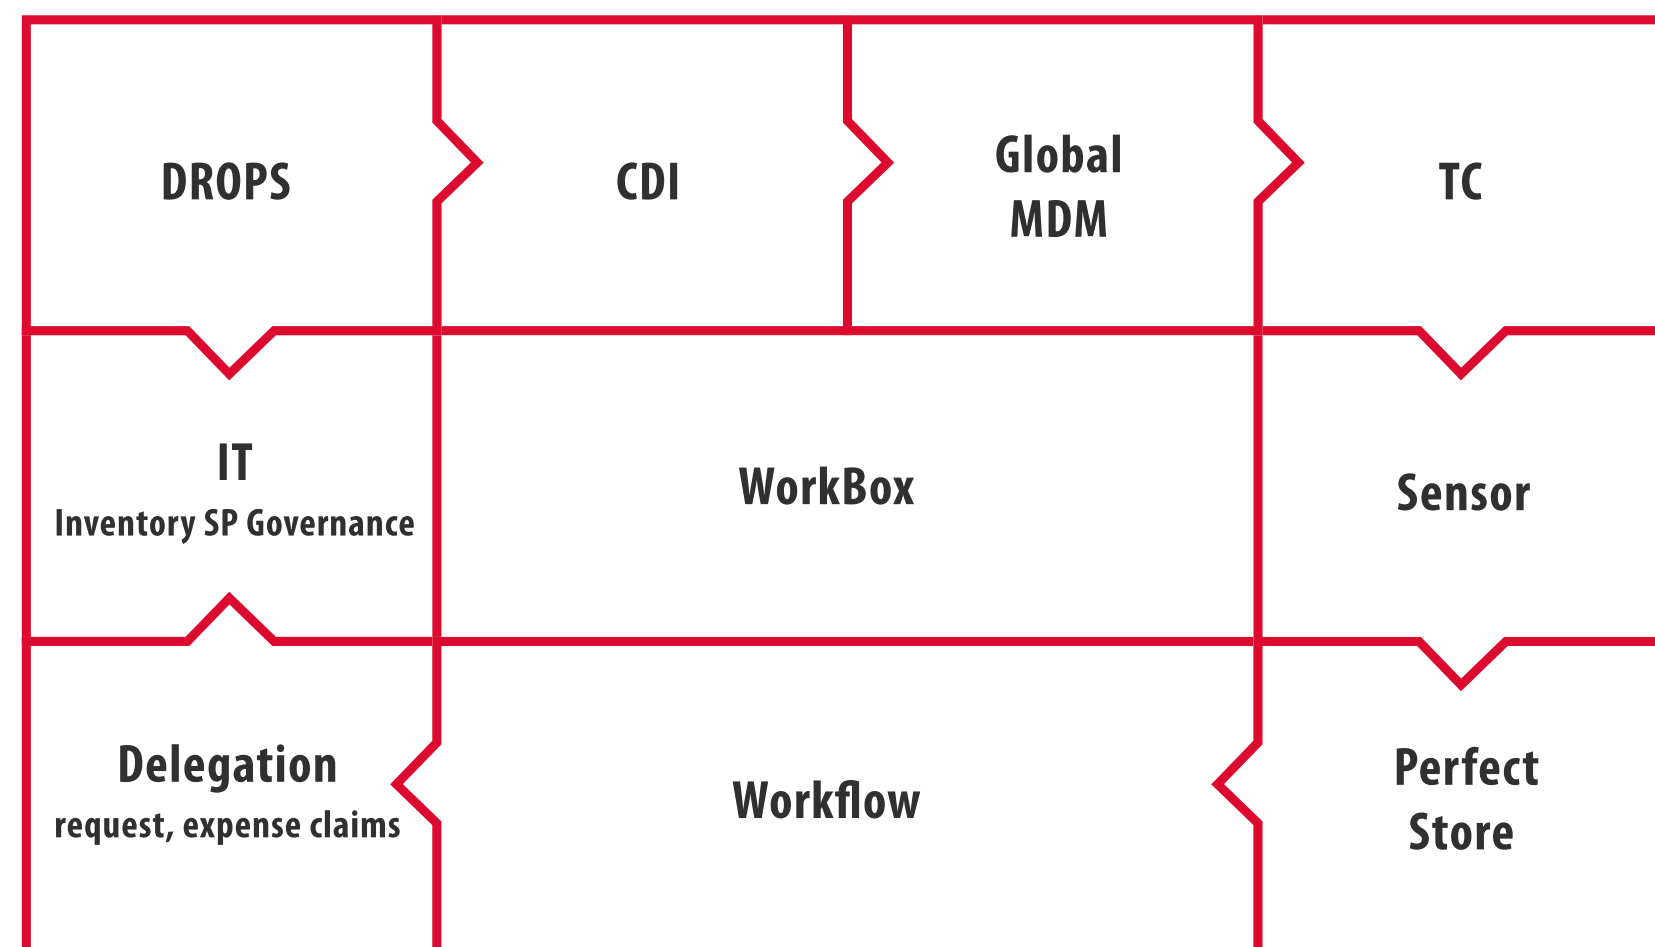 DROPS
CDI
Global
MDM
TC
IT
Inventory SP Governance
WorkBox
Sensor
Delegation
request, expense claims
Workflow
Perfect
Store